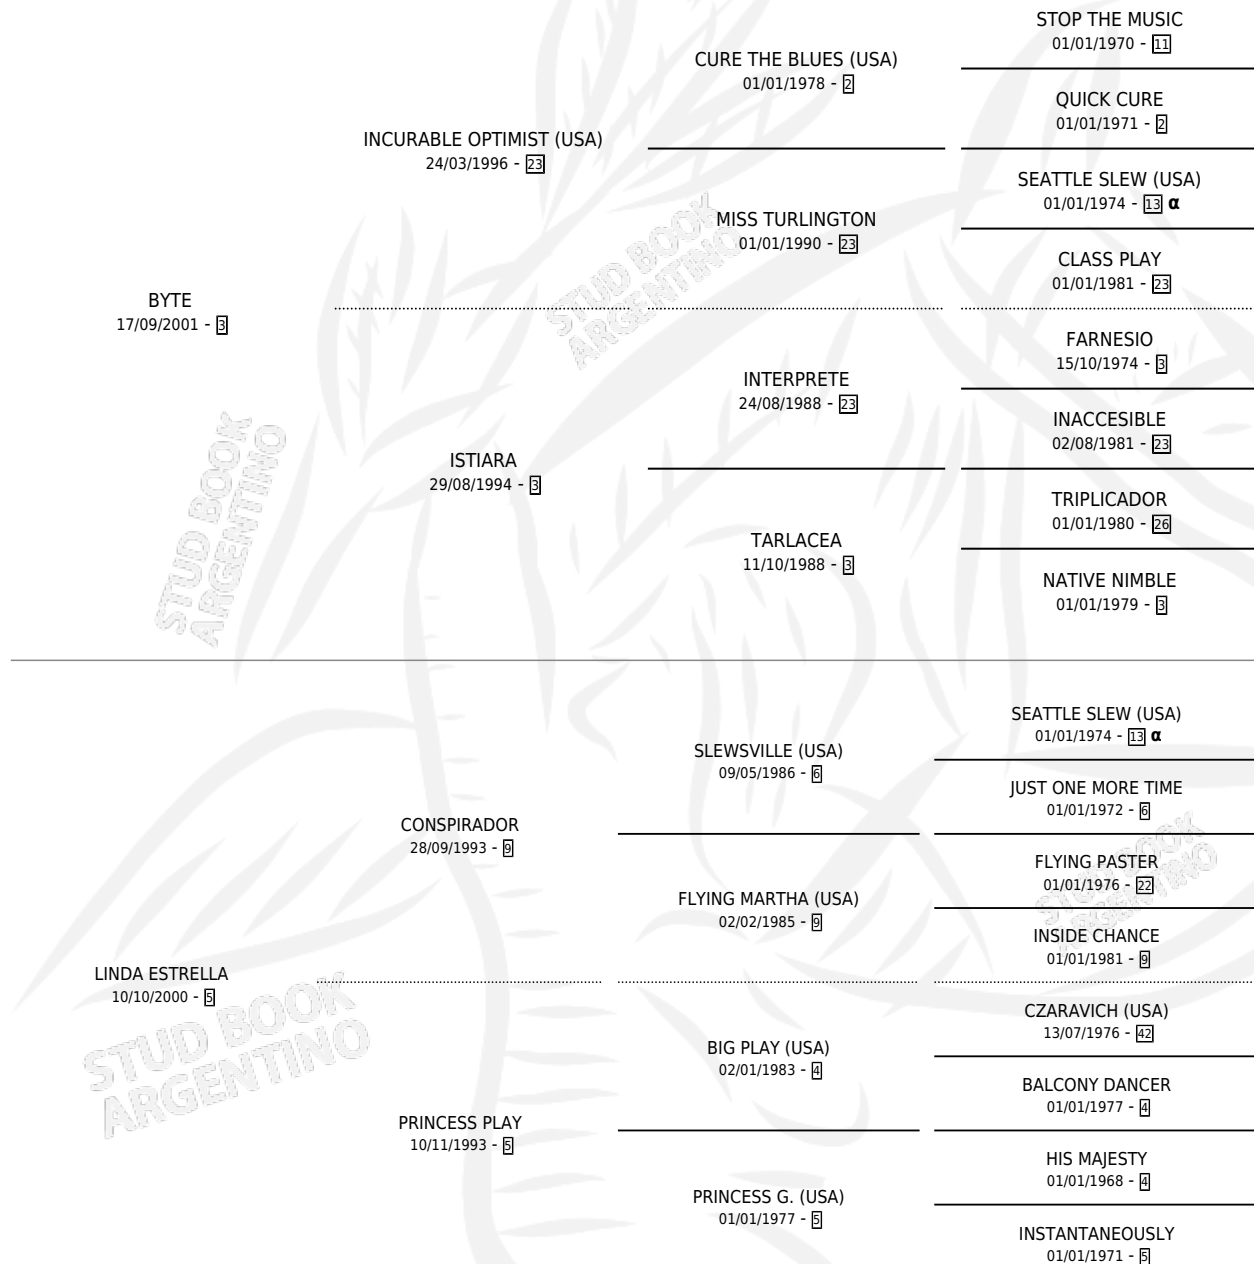 STOP THE MUSIC
01/01/1970 - 11
CURE THE BLUES (USA)
01/01/1978 - 2
QUICK CURE
01/01/1971 - 2
INCURABLE OPTIMIST (USA)
24/03/1996 - 23
SEATTLE SLEW (USA)
01/01/1974 - 13 α
MISS TURLINGTON
01/01/1990 - 23
CLASS PLAY
01/01/1981 - 23
BYTE
17/09/2001 - 3
FARNESIO
15/10/1974 - 3
INTERPRETE
24/08/1988 - 23
INACCESIBLE
02/08/1981 - 23
ISTIARA
29/08/1994 - 3
TRIPLICADOR
01/01/1980 - 26
TARLACEA
11/10/1988 - 3
NATIVE NIMBLE
01/01/1979 - 3
SEATTLE SLEW (USA)
01/01/1974 - 13 α
SLEWSVILLE (USA)
09/05/1986 - 6
JUST ONE MORE TIME
01/01/1972 - 6
CONSPIRADOR
28/09/1993 - 9
FLYING PASTER
01/01/1976 - 22
FLYING MARTHA (USA)
02/02/1985 - 9
INSIDE CHANCE
01/01/1981 - 9
LINDA ESTRELLA
10/10/2000 - 5
CZARAVICH (USA)
13/07/1976 - 42
BIG PLAY (USA)
02/01/1983 - 4
BALCONY DANCER
01/01/1977 - 4
PRINCESS PLAY
10/11/1993 - 5
HIS MAJESTY
01/01/1968 - 4
PRINCESS G. (USA)
01/01/1977 - 5
INSTANTANEOUSLY
01/01/1971 - 5
STUD BOOK
ARGENTINO
STUD BOOK
ARGENTINO
STUD BOOK
ARGENTINO
STUD BOOK
ARGENTINO